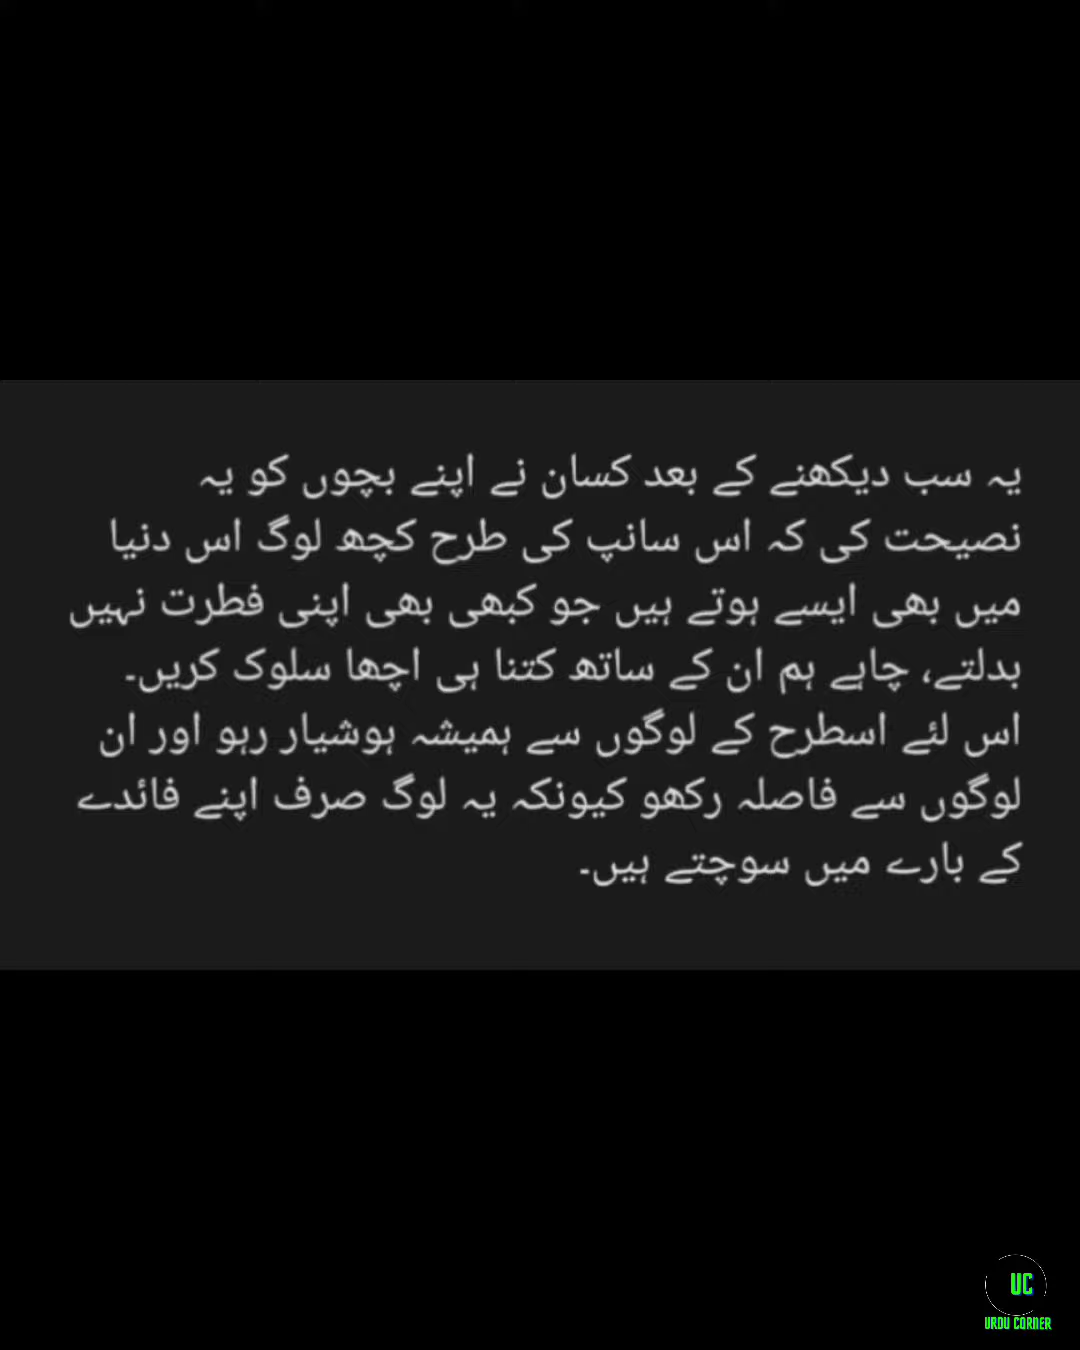 یہ سب دیکھنے کے بعد کسان نے اپنے بچوں کو یہ
نصیحت کی کہ اس سانپ کی طرح کچھ لوگ اس دنیا
میں بھی ایسے ہوتے ہیں جو کبھی بھی اپنی فطرت نہیں
بدلتے، چاہے ہم ان کے ساتھ کتنا ہی اچھا سلوک کریں۔
اس لئے اسطرح کے لوگوں سے ہمیشہ ہوشیار رہو اور ان
لوگوں سے فاصلہ رکھو کیونکہ یہ لوگ صرف اپنے فائدے
کے بارے میں سوچتے ہیں۔
UC
URDU CORNER